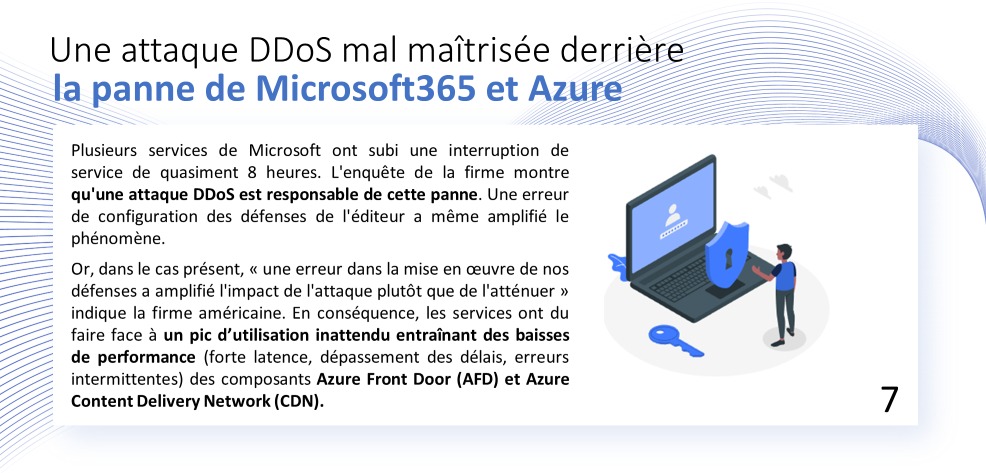 Une attaque DDoS mal maîtrisée derrière
la panne de Microsoft365 et Azure
Plusieurs services de Microsoft ont subi une interruption de
service de quasiment 8 heures. L'enquête de la firme montre
qu'une attaque DDoS est responsable de cette panne. Une erreur
de configuration des défenses de l'éditeur a même amplifié le
phénomène.
Or, dans le cas présent, « une erreur dans la mise en œuvre de nos
défenses a amplifié l'impact de l'attaque plutôt que de l'atténuer »
indique la firme américaine. En conséquence, les services ont du
faire face à un pic d’utilisation inattendu entraînant des baisses
de performance (forte latence, dépassement des délais, erreurs
intermittentes) des composants Azure Front Door (AFD) et Azure
Content Delivery Network (CDN).
7